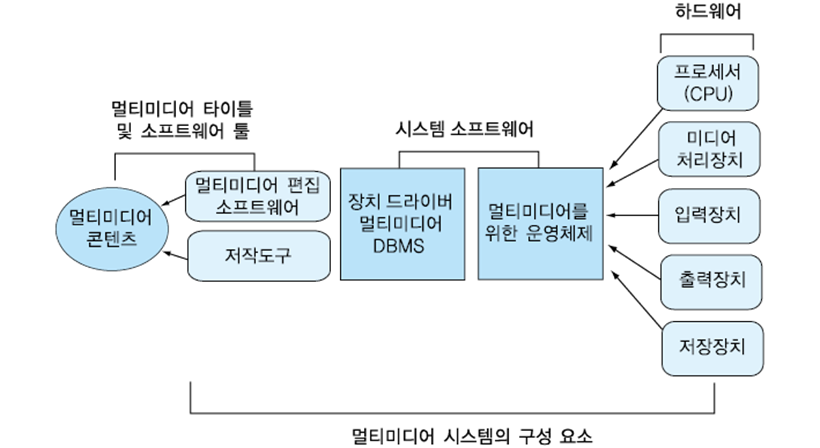 하드웨어
프로세서
(CPU)
멀티미디어 타이틀
및 소프트웨어 툴
시스템 소프트웨어
미디어
처리장치
멀티미디어 편집
소프트웨어
멀티미디어
콘텐츠
장치 드라이버
멀티미디어
DBMS
멀티미디어를
위한 운영체제
입력장치
저작도구
출력장치
저장장치
멀티미디어 시스템의 구성 요소